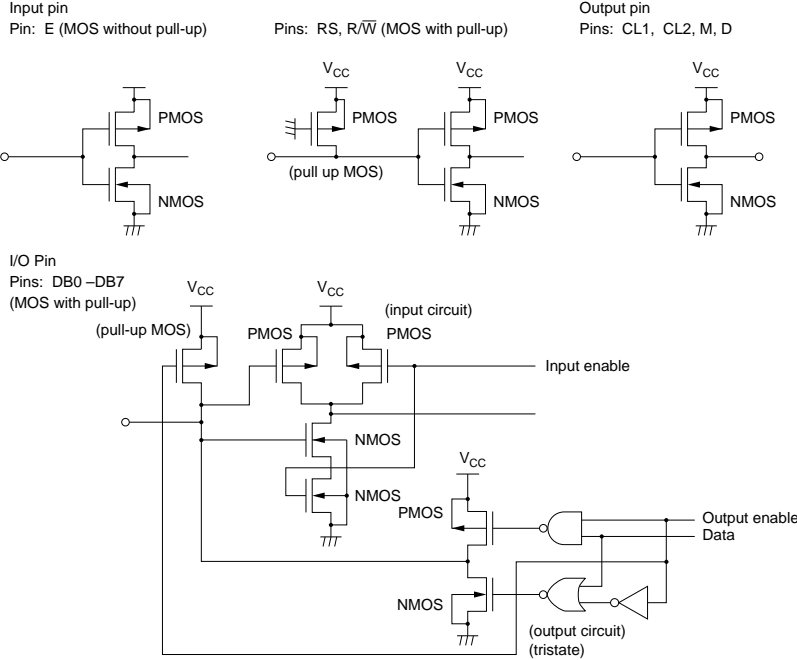 Input pin
Pin: E (MOS without pull-up)
PMOS
NMOS
Pins: RS, R/W̅ (MOS with pull-up)
VCC
VCC
PMOS
PMOS
(pull up MOS)
NMOS
Output pin
Pins: CL1, CL2, M, D
VCC
PMOS
NMOS
I/O Pin
Pins: DB0 –DB7
(MOS with pull-up)
VCC
VCC
(pull-up MOS)
(input circuit)
PMOS
PMOS
Input enable
NMOS
NMOS
VCC
PMOS
Output enable
Data
NMOS
(output circuit)
(tristate)